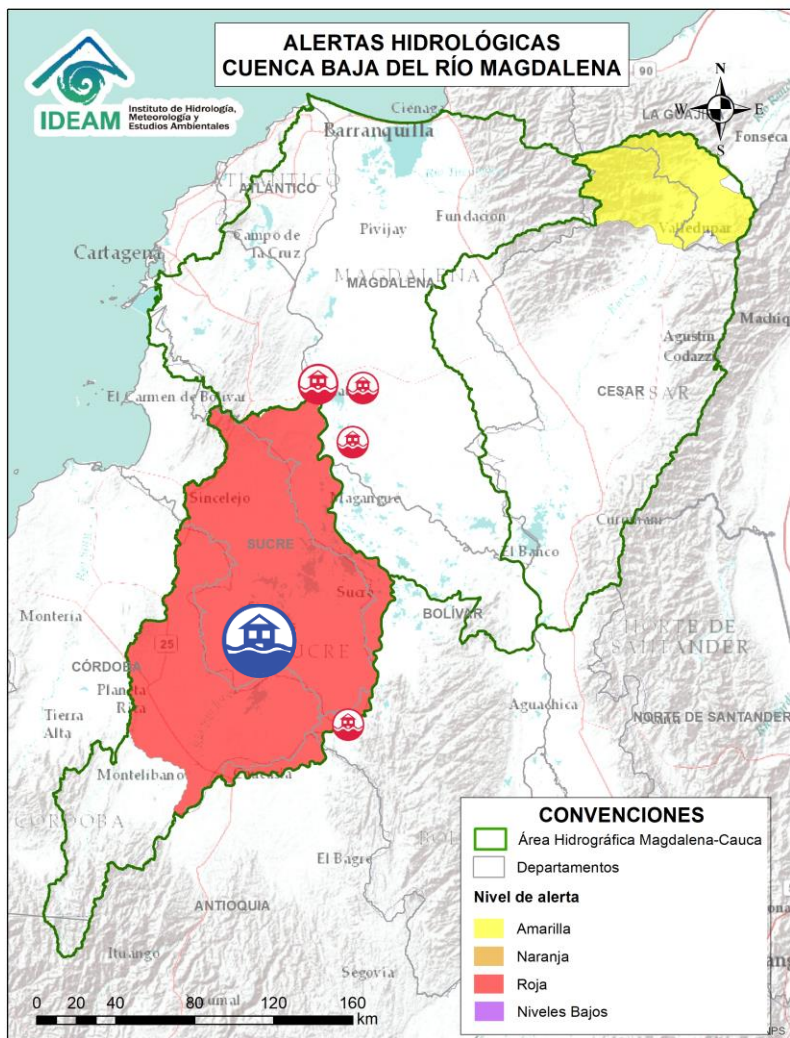 ALERTAS HIDROLÓGICAS
CUENCA BAJA DEL RÍO MAGDALENA
IDEAM
Instituto de Hidrología,
Meteorología y
Estudios Ambientales
N
W
E
S
90
LA GUAJIRA
Fonseca
Ciénaga
Barranquilla
ATLÁNTICO
Fundación
Pivijay
Valledupar
Campo de
la Cruz
Cartagena
MAGDALENA
MAGDALENA
Agustín
Codazzi
CESAR
CESAR
El Carmen de Bolívar
Sincelejo
Magangué
SUCRE
Curumaní
El Banco
Sucre
BOLÍVAR
Montería
25
SUCRE
NORTE DE
SANTANDER
CÓRDOBA
Planeta
Rica
Aguachica
Tierra
Alta
NORTE DE SANTANDER
Montelíbano
CÓRDOBA
El Bagre
ANTIOQUIA
Ituango
Segovia
CONVENCIONES
Área Hidrográfica Magdalena-Cauca
Departamentos
Nivel de alerta
Amarilla
Naranja
Roja
Niveles Bajos
0 20 40 80 120 160
km